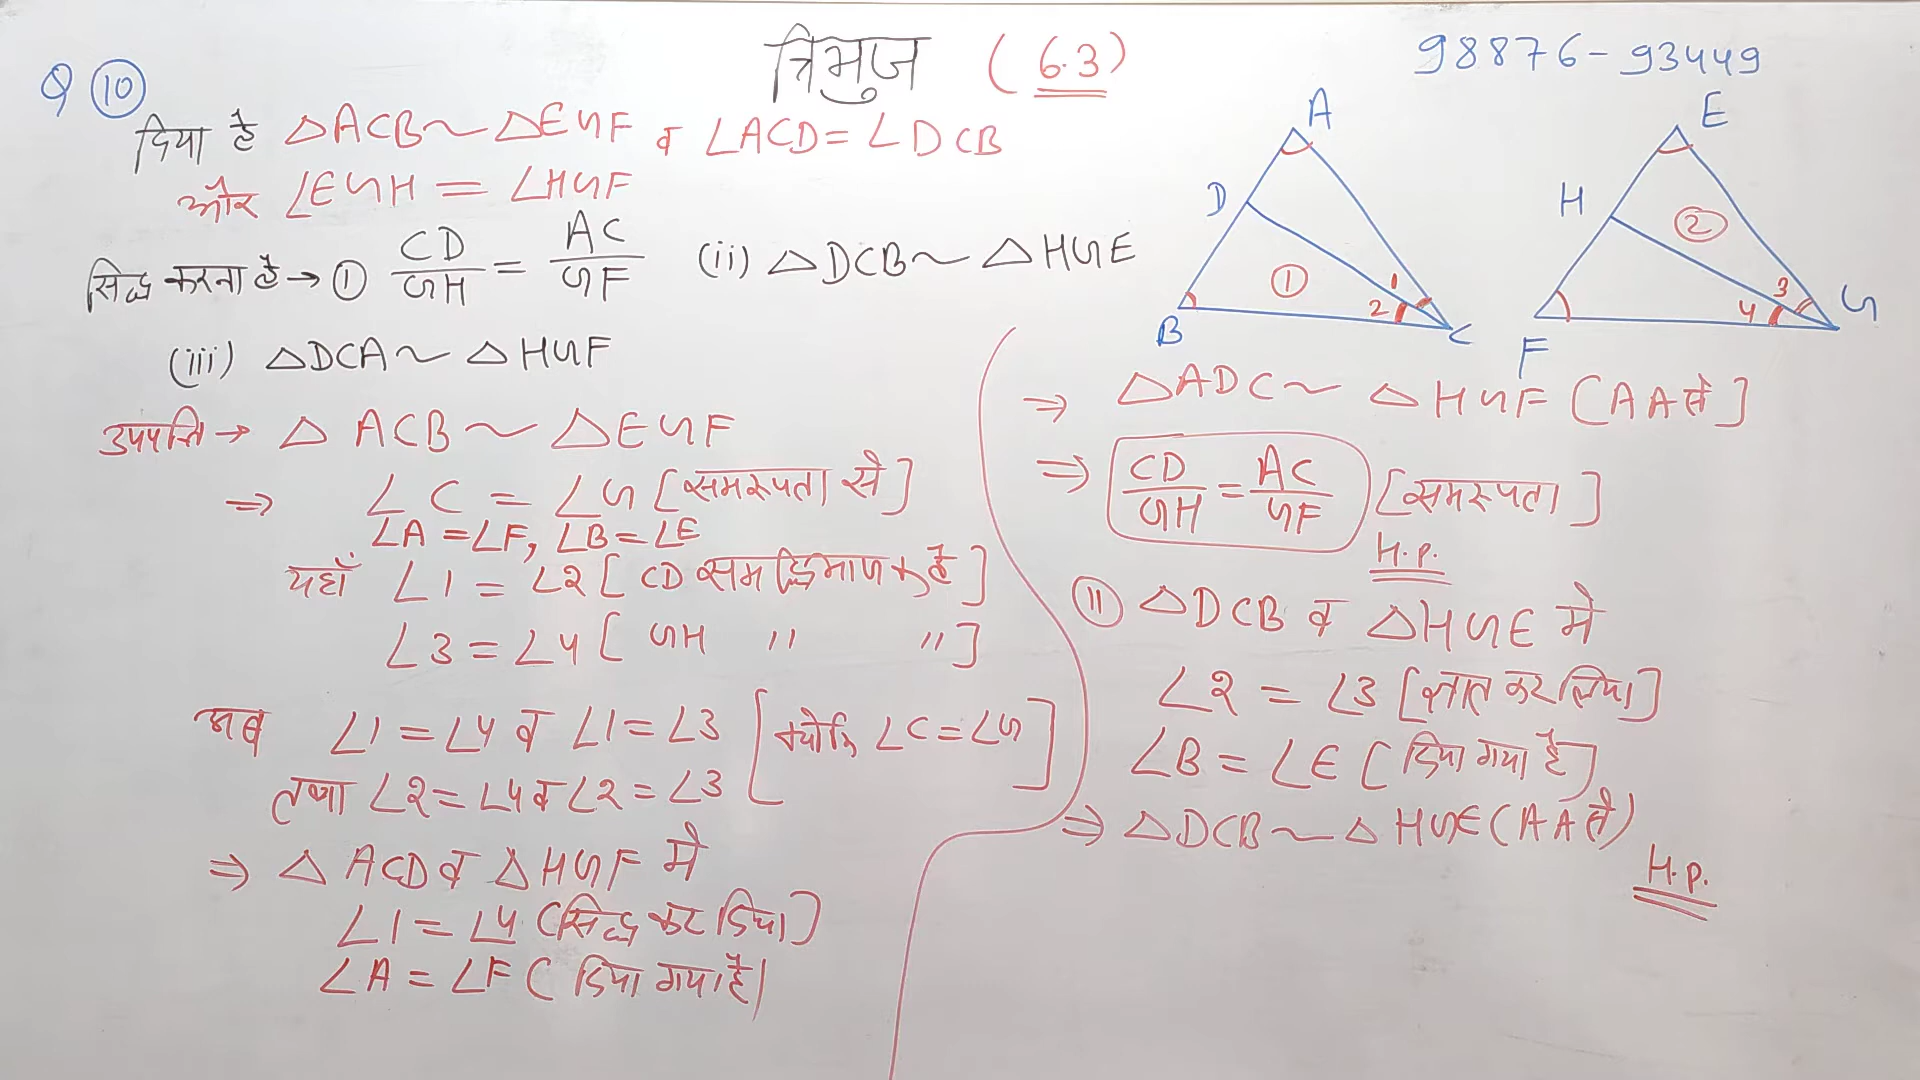 त्रिभुज (6.3)
98876-93449
Q 10
दिया है △ACB ~ △EGF व ∠ACD = ∠DCB
और ∠EGH = ∠HGF
सिद्ध करना है → ① CD/GH = AC/GF (ii) △DCB ~ △HGE
(iii) △DCA ~ △HGF
उपपत्ति → △ACB ~ △EGF
⇒ ∠C = ∠G [समरूपता से]
∠A = ∠F, ∠B = ∠E
यहाँ ∠1 = ∠2 [CD समद्विभाजक है]
∠3 = ∠4 [GH " "]
अब ∠1 = ∠4 व ∠1 = ∠3 [क्योंकि ∠C = ∠G]
तथा ∠2 = ∠4 व ∠2 = ∠3
⇒ △ACD व △HGF मे
∠1 = ∠4 (सिद्ध कर दिया]
∠A = ∠F (दिया गया है)
A
D
B
C
①
1
2
E
H
F
G
②
3
4
⇒ △ADC ~ △HGF [AA से]
⇒ CD/GH = AC/GF [समरूपता]
H.P.
(II) △DCB व △HGE मे
∠2 = ∠3 [ज्ञात कर लिया]
∠B = ∠E [दिया गया है]
⇒ △DCB ~ △HGE (AA से)
H.P.